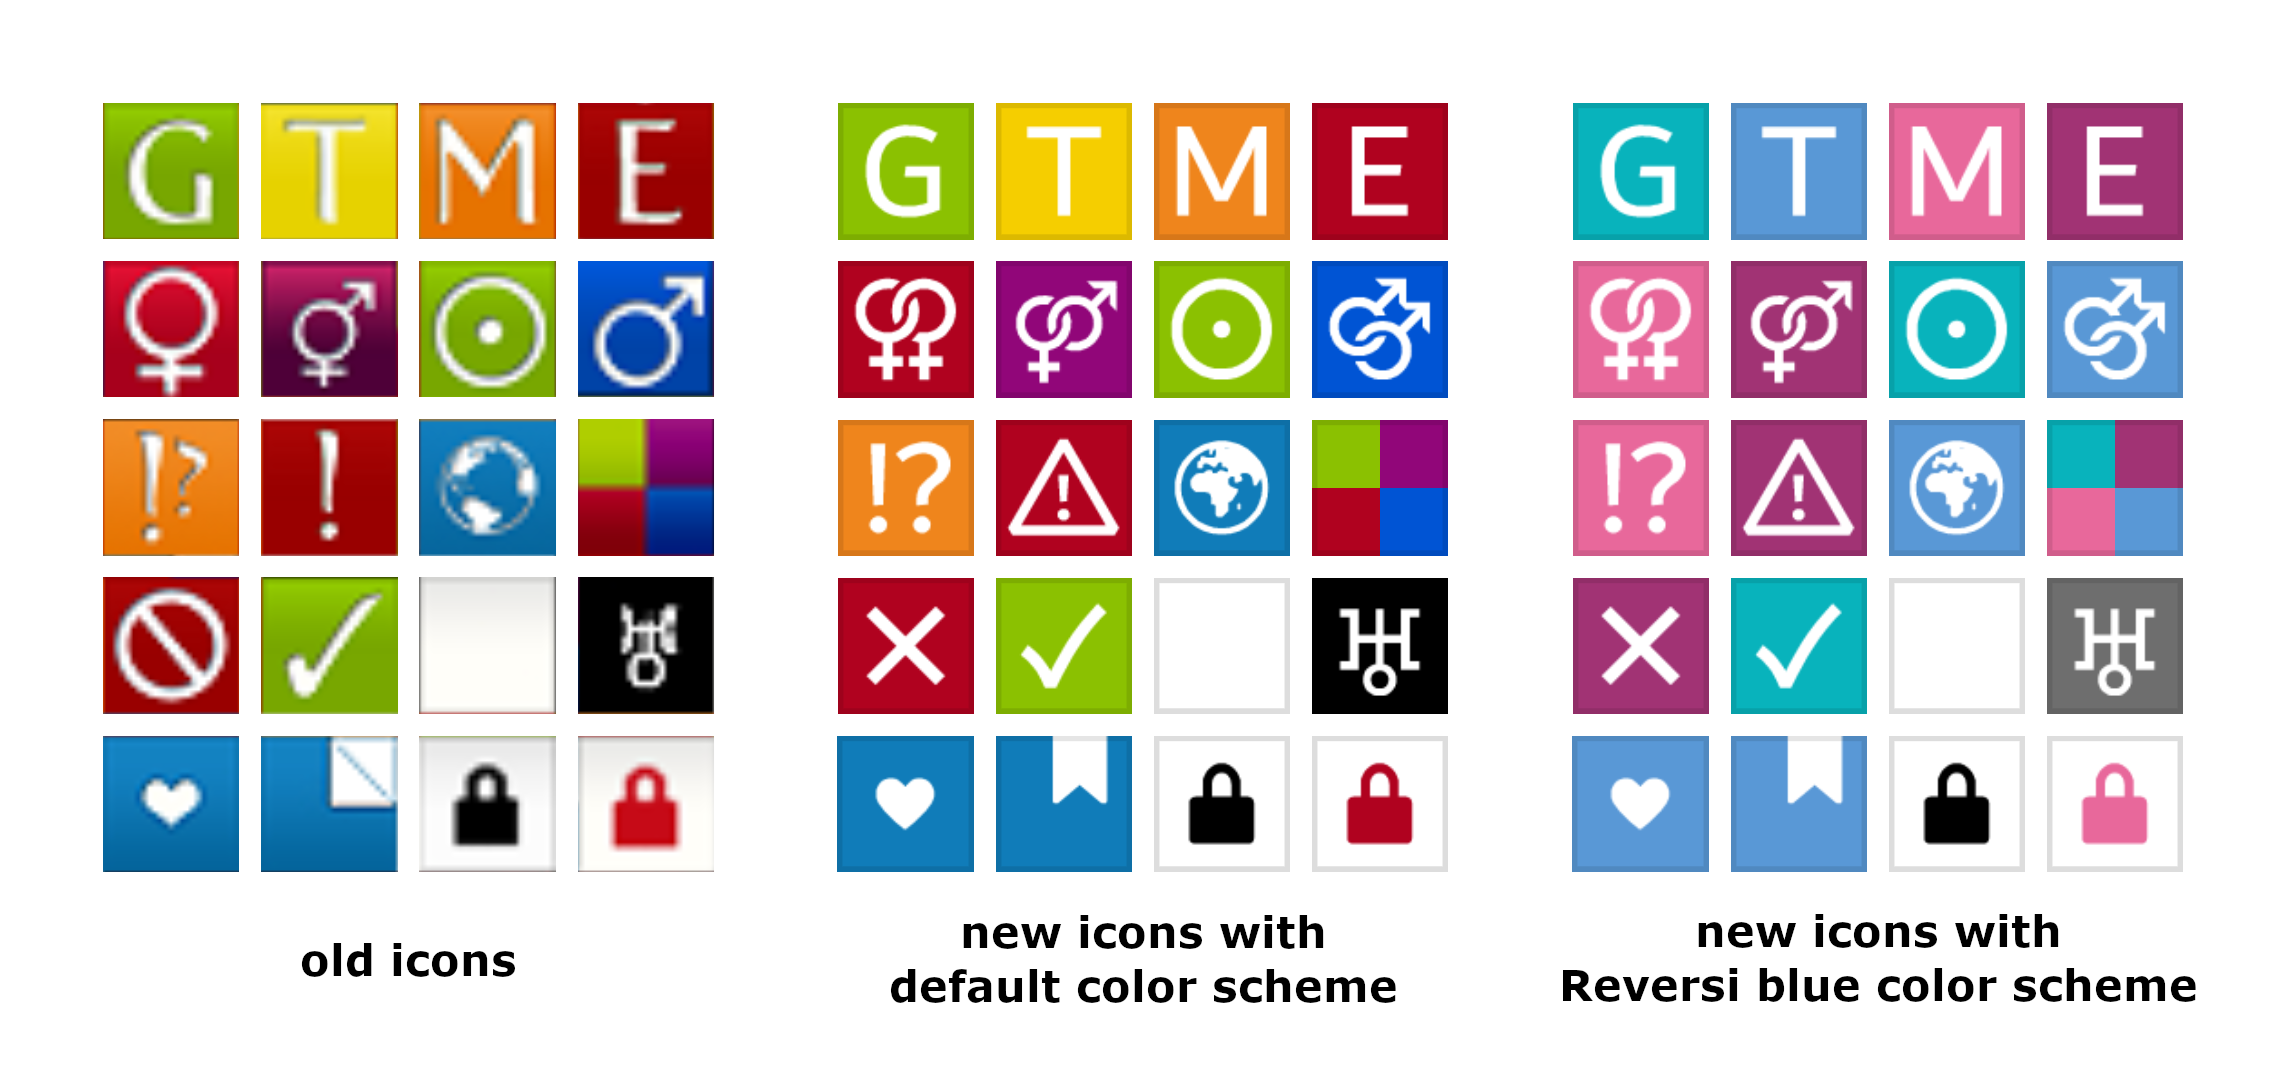 G T M E G T M E G T M E
!? ! !? ! !? !
old icons
new icons with
default color scheme
new icons with
Reversi blue color scheme